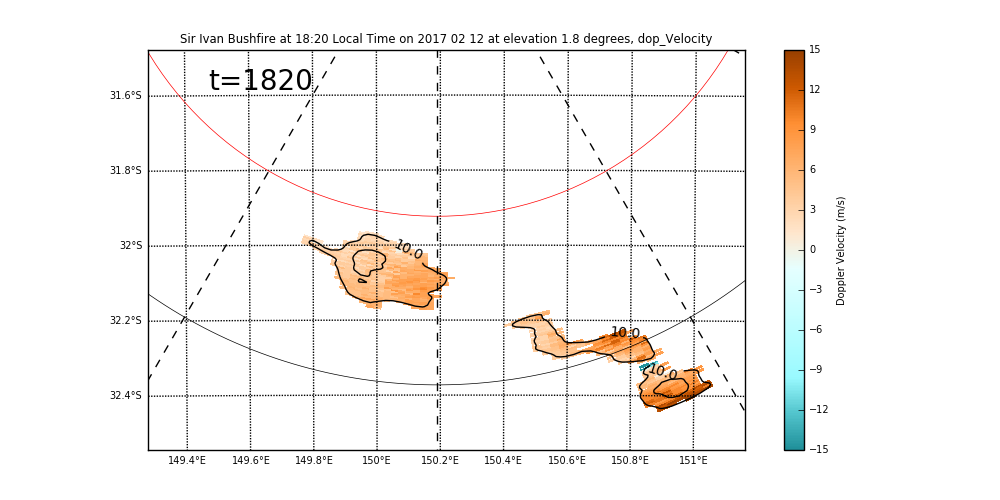 Sir Ivan Bushfire at 18:20 Local Time on 2017 02 12 at elevation 1.8 degrees, dop_Velocity
t=1820
31.6°S
31.8°S
32°S
32.2°S
32.4°S
10.0
10.0
10.0
149.4°E 149.6°E 149.8°E 150°E 150.2°E 150.4°E 150.6°E 150.8°E 151°E
15
12
9
6
3
0
−3
−6
−9
−12
−15
Doppler Velocity (m/s)